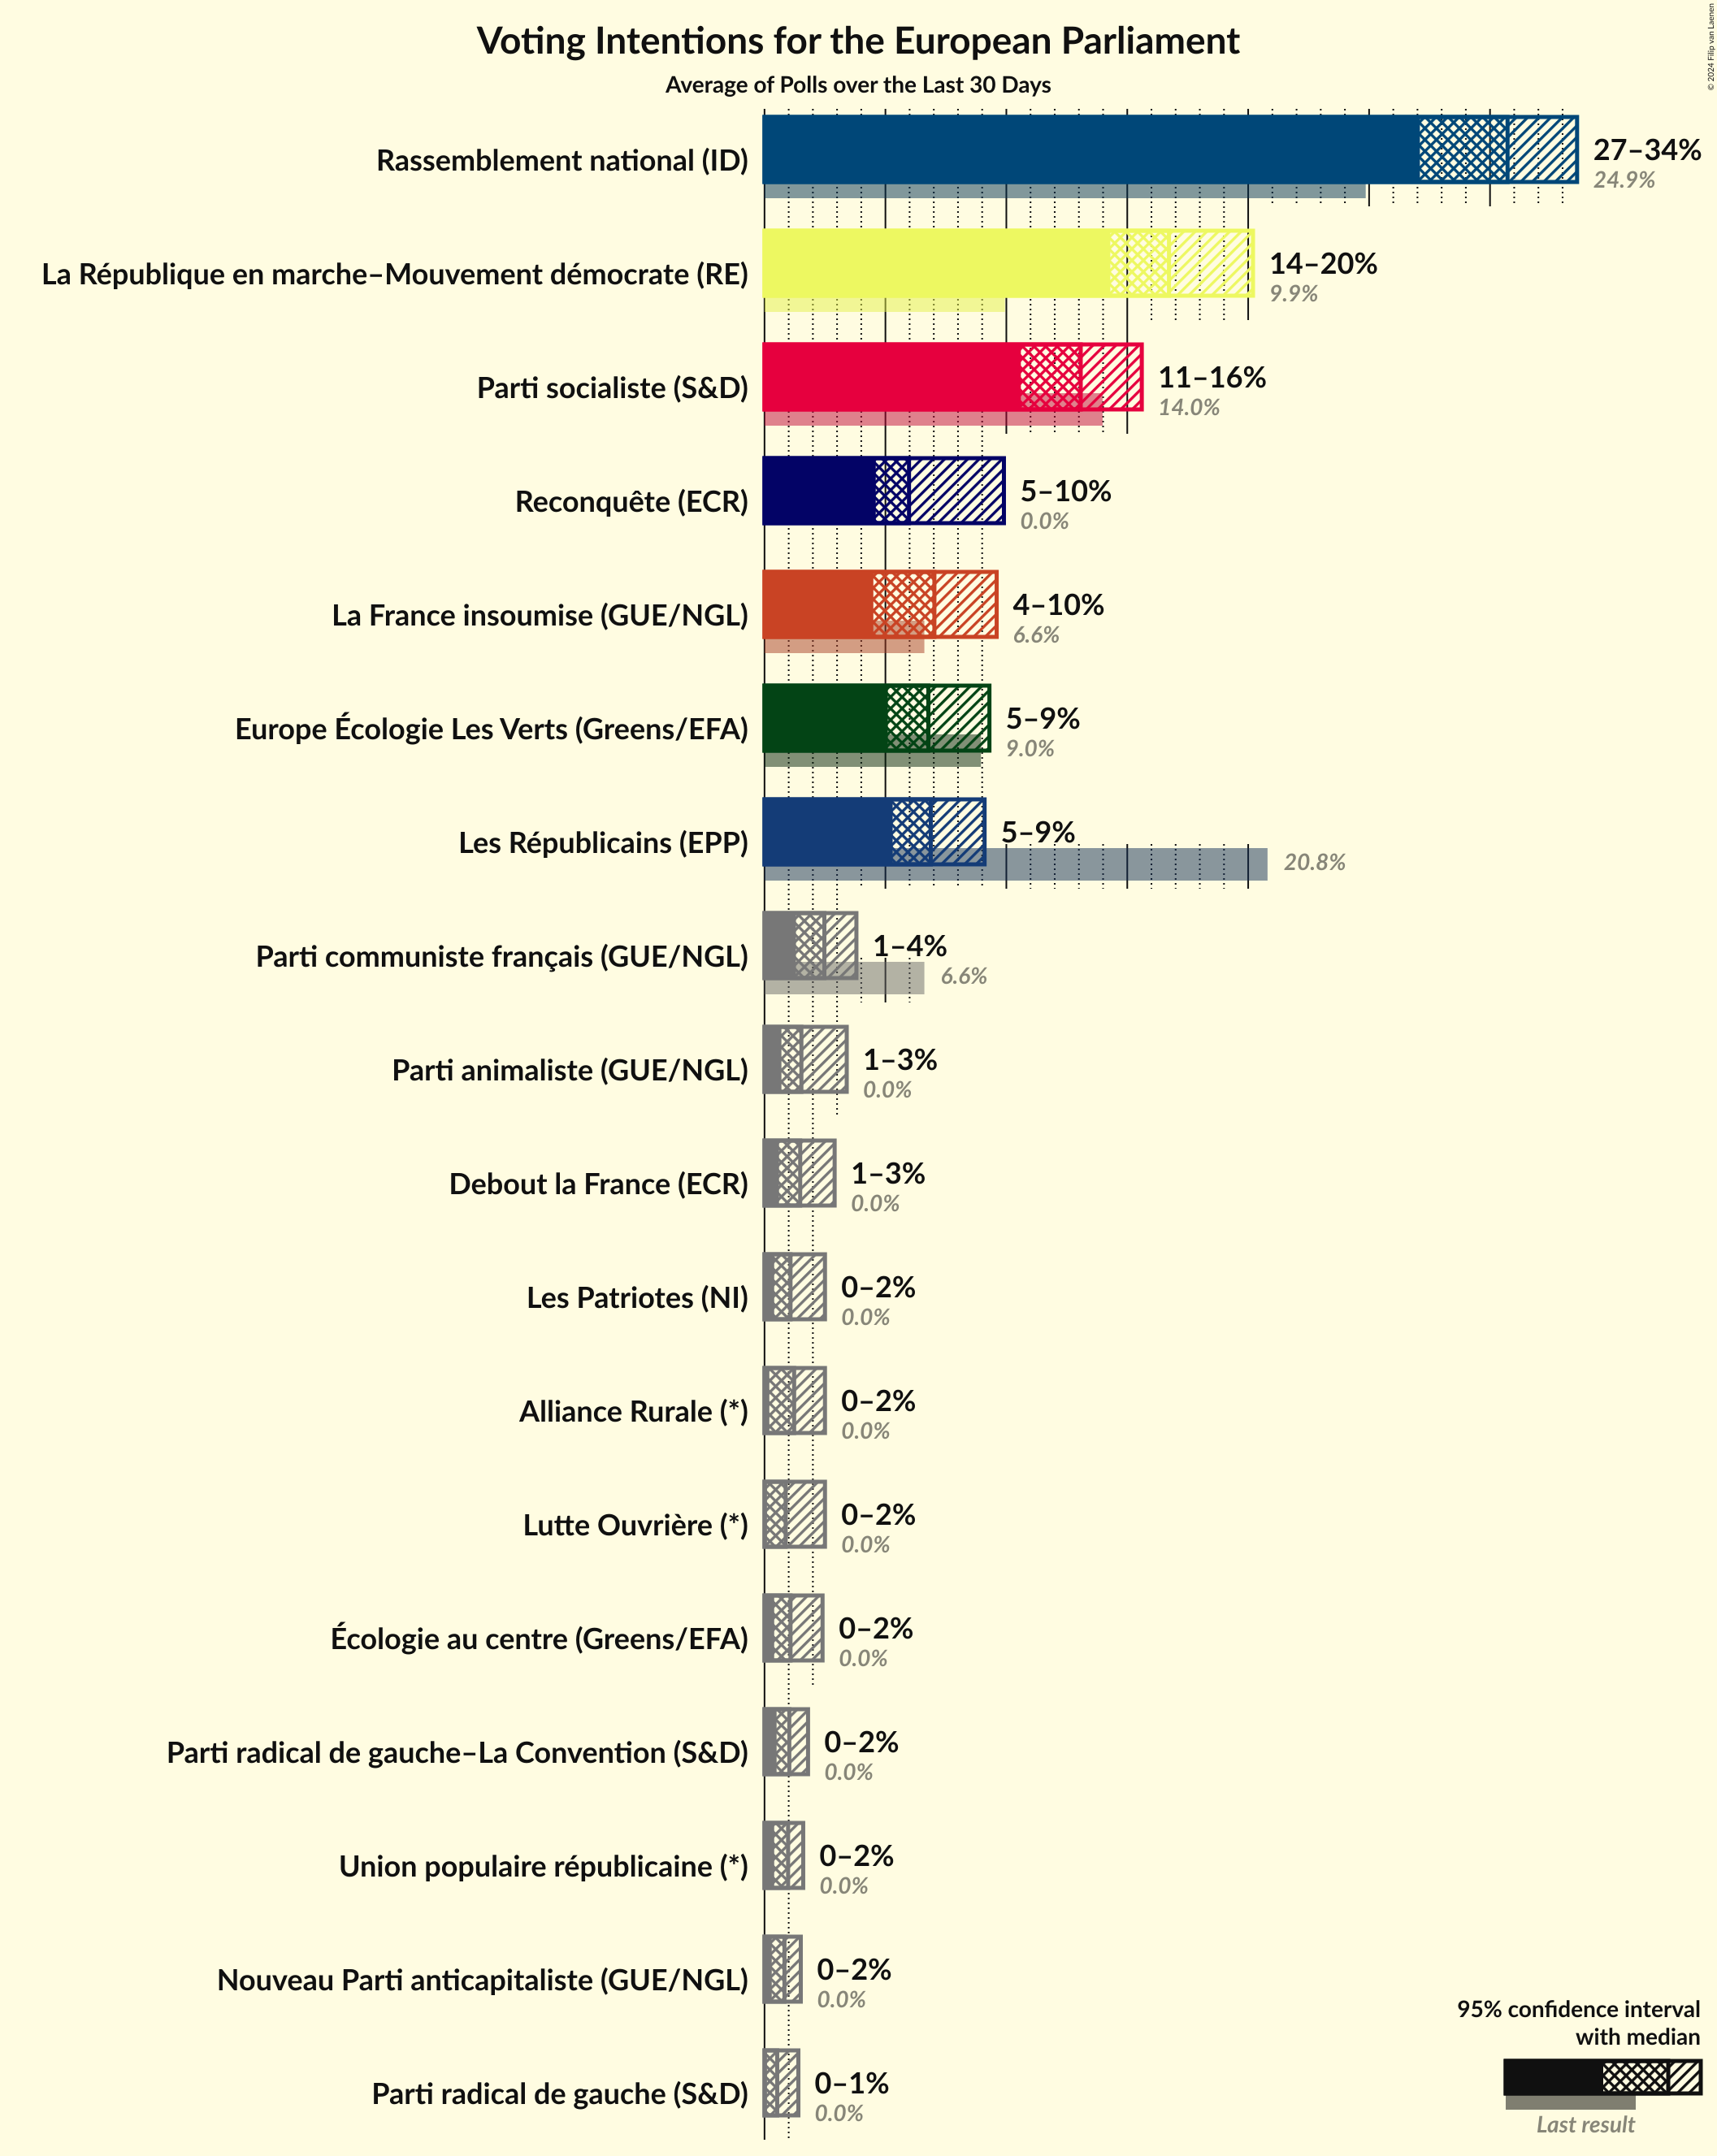 Voting Intentions for the European Parliament
Average of Polls over the Last 30 Days
© 2024 Filip van Laenen
Rassemblement national (ID)
27–34%
24.9%
La République en marche–Mouvement démocrate (RE)
14–20%
9.9%
Parti socialiste (S&D)
11–16%
14.0%
Reconquête (ECR)
5–10%
0.0%
La France insoumise (GUE/NGL)
4–10%
6.6%
Europe Écologie Les Verts (Greens/EFA)
5–9%
9.0%
Les Républicains (EPP)
5–9%
20.8%
Parti communiste français (GUE/NGL)
1–4%
6.6%
Parti animaliste (GUE/NGL)
1–3%
0.0%
Debout la France (ECR)
1–3%
0.0%
Les Patriotes (NI)
0–2%
0.0%
Alliance Rurale (*)
0–2%
0.0%
Lutte Ouvrière (*)
0–2%
0.0%
Écologie au centre (Greens/EFA)
0–2%
0.0%
Parti radical de gauche–La Convention (S&D)
0–2%
0.0%
Union populaire républicaine (*)
0–2%
0.0%
Nouveau Parti anticapitaliste (GUE/NGL)
0–2%
0.0%
Parti radical de gauche (S&D)
0–1%
0.0%
95% confidence interval
with median
Last result